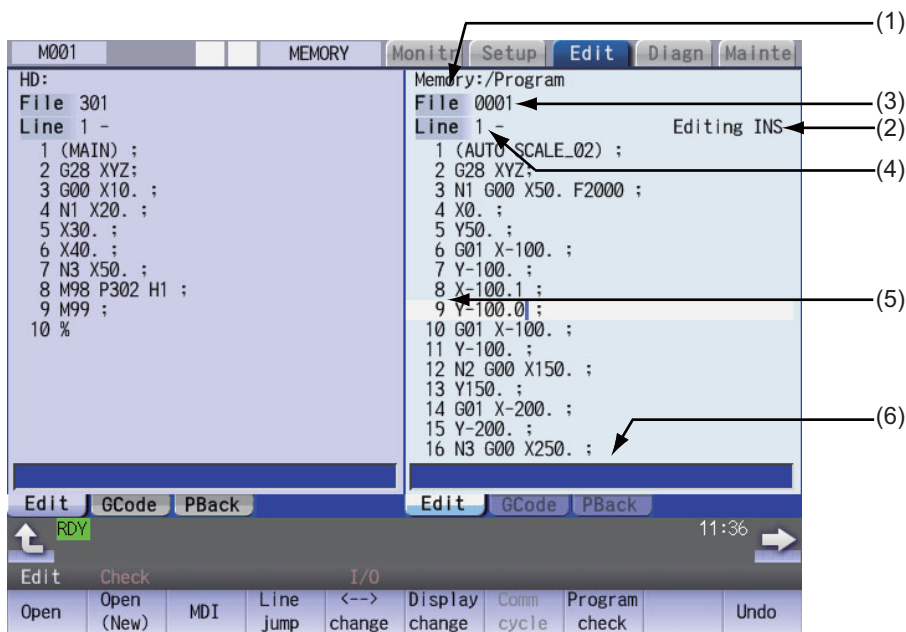 (1)
M001 MEMORY Monitr Setup Edit Diagn Mainte
HD:
File 301
Line 1 -
1 (MAIN) ;
2 G28 XYZ;
3 G00 X10. ;
4 N1 X20. ;
5 X30. ;
6 X40. ;
7 N3 X50. ;
8 M98 P302 H1 ;
9 M99 ;
10 %
Memory:/Program
File 0001
(3)
Line 1 - Editing INS
(2)
(4)
1 (AUTO SCALE_02) ;
2 G28 XYZ;
3 N1 G00 X50. F2000 ;
4 X0. ;
5 Y50. ;
6 G01 X-100. ;
7 Y-100. ;
8 X-100.1 ;
9 Y-100.0 ;
(5)
10 G01 X-100. ;
11 Y-100. ;
12 N2 G00 X150. ;
13 Y150. ;
14 G01 X-200. ;
15 Y-200. ;
16 N3 G00 X250. ;
(6)
Edit GCode PBack
Edit GCode PBack
RDY 11:36
Edit Check I/O
Open
Open
(New)
MDI
Line
jump
<-->
change
Display
change
Comm
cycle
Program
check
Undo